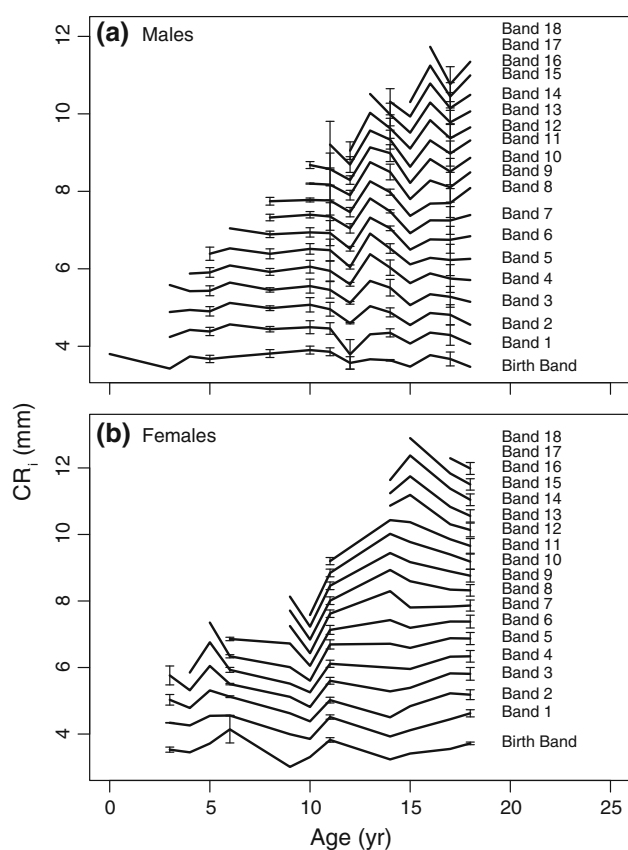 (a) Males
12
10
8
6
4
Band 18
Band 17
Band 16
Band 15
Band 14
Band 13
Band 12
Band 11
Band 10
Band 9
Band 8
Band 7
Band 6
Band 5
Band 4
Band 3
Band 2
Band 1
Birth Band
CRi (mm)
(b) Females
12
10
8
6
4
Band 18
Band 17
Band 16
Band 15
Band 14
Band 13
Band 12
Band 11
Band 10
Band 9
Band 8
Band 7
Band 6
Band 5
Band 4
Band 3
Band 2
Band 1
Birth Band
0 5 10 15 20 25
Age (yr)